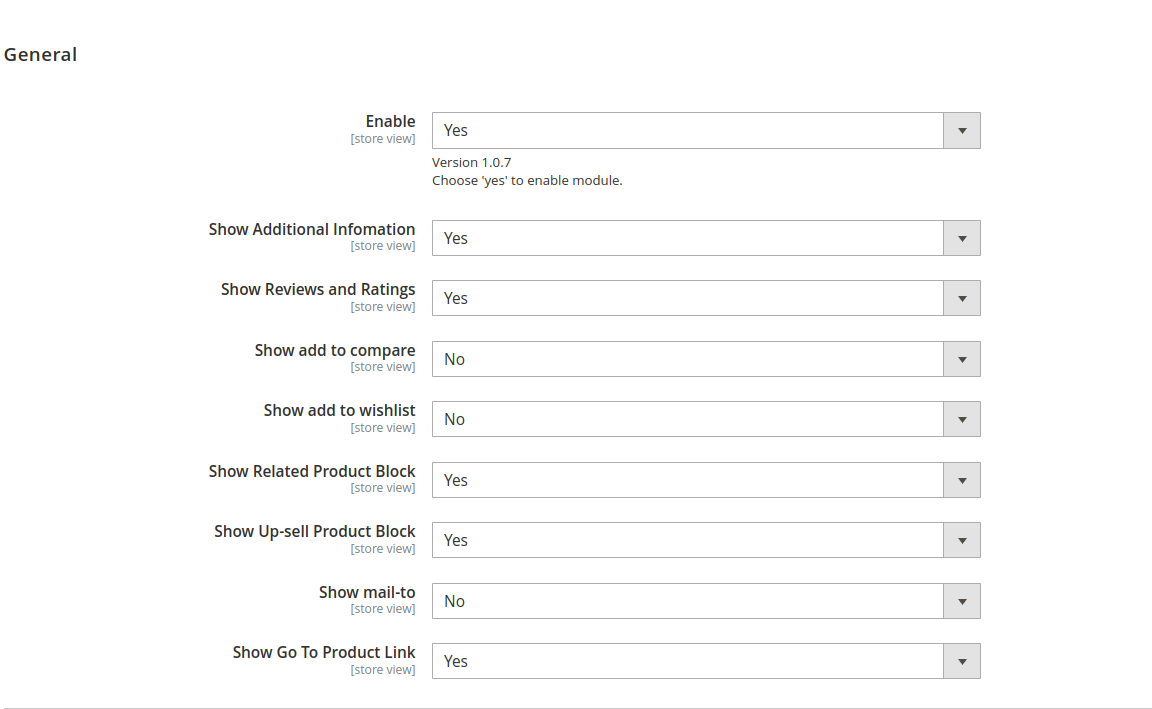 General
Enable
[store view]
Yes
Version 1.0.7
Choose 'yes' to enable module.
Show Additional Infomation
[store view]
Yes
Show Reviews and Ratings
[store view]
Yes
Show add to compare
[store view]
No
Show add to wishlist
[store view]
No
Show Related Product Block
[store view]
Yes
Show Up-sell Product Block
[store view]
Yes
Show mail-to
[store view]
No
Show Go To Product Link
[store view]
Yes